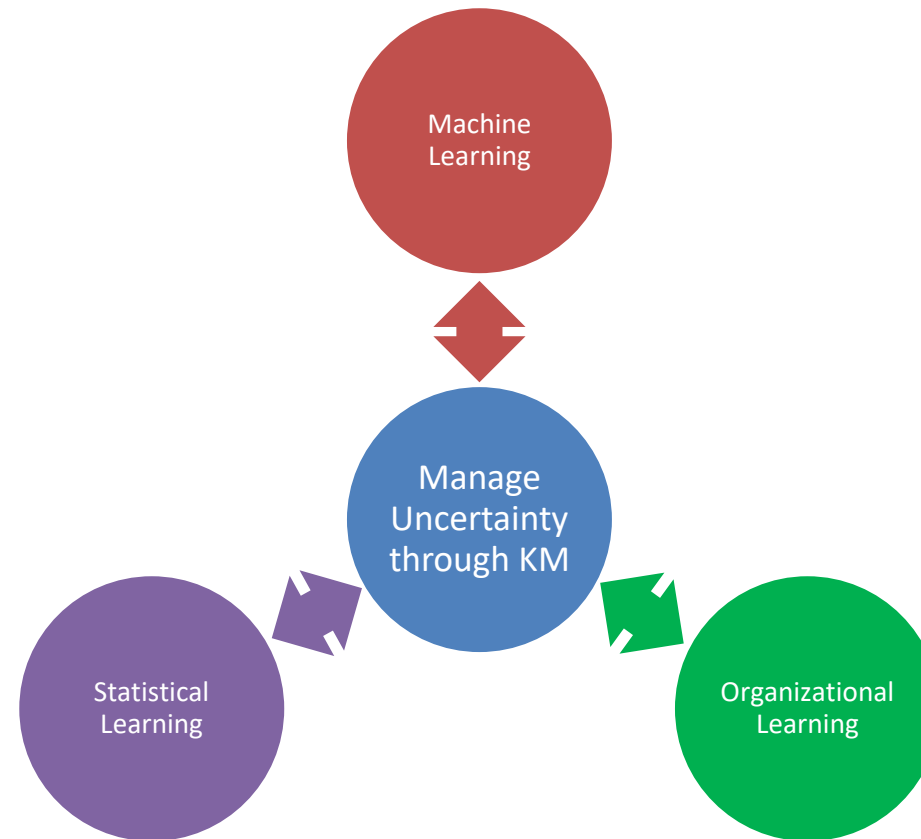 Machine
Learning
Manage
Uncertainty
through KM
Statistical
Learning
Organizational
Learning